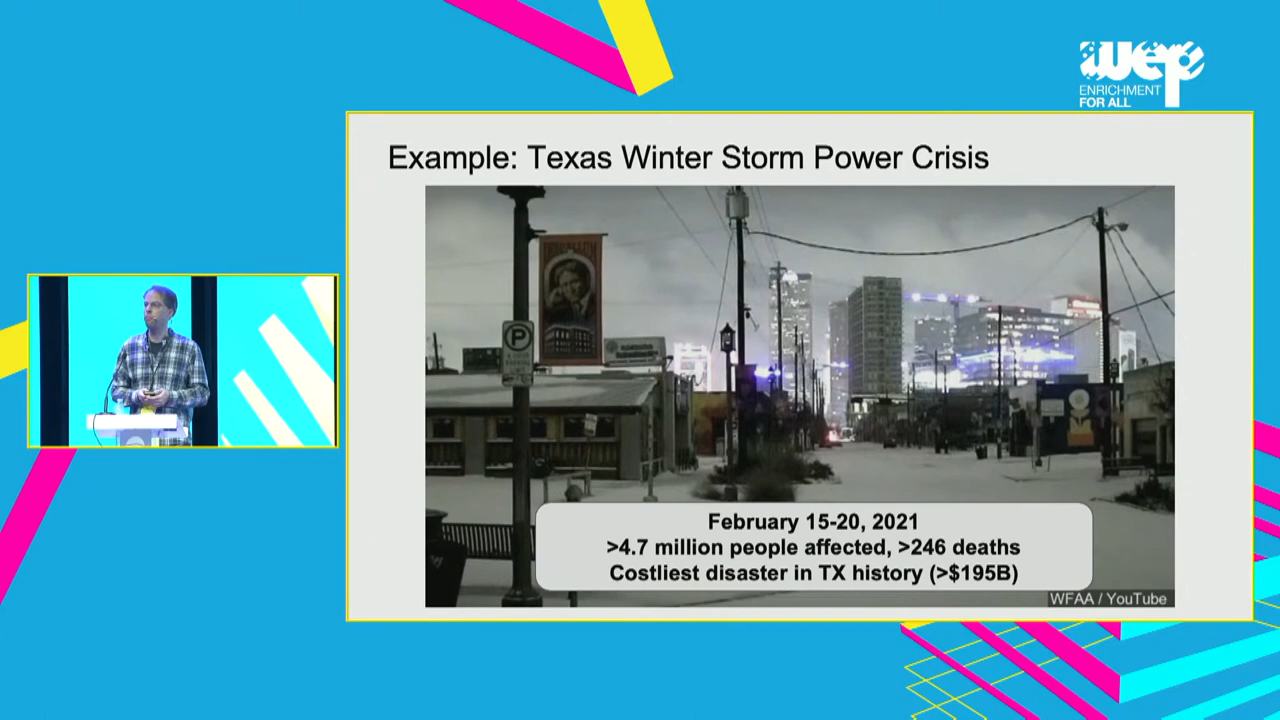 wep
ENRICHMENT
FOR ALL
Example: Texas Winter Storm Power Crisis
P
February 15-20, 2021
>4.7 million people affected, >246 deaths
Costliest disaster in TX history (>$195B)
WFAA / YouTube